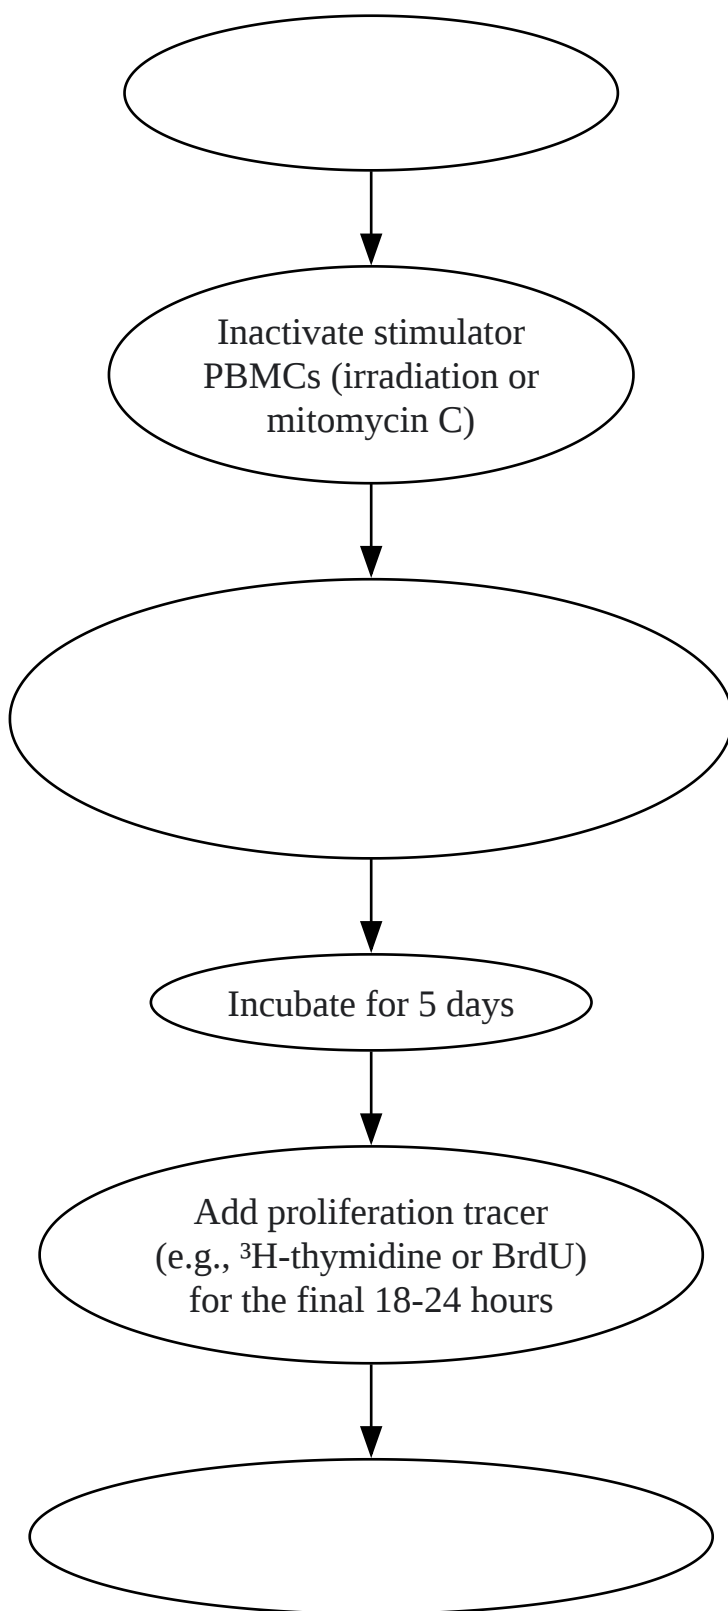 Inactivate stimulator
PBMCs (irradiation or
mitomycin C)
Incubate for 5 days
Add proliferation tracer
(e.g., ³H-thymidine or BrdU)
for the final 18-24 hours